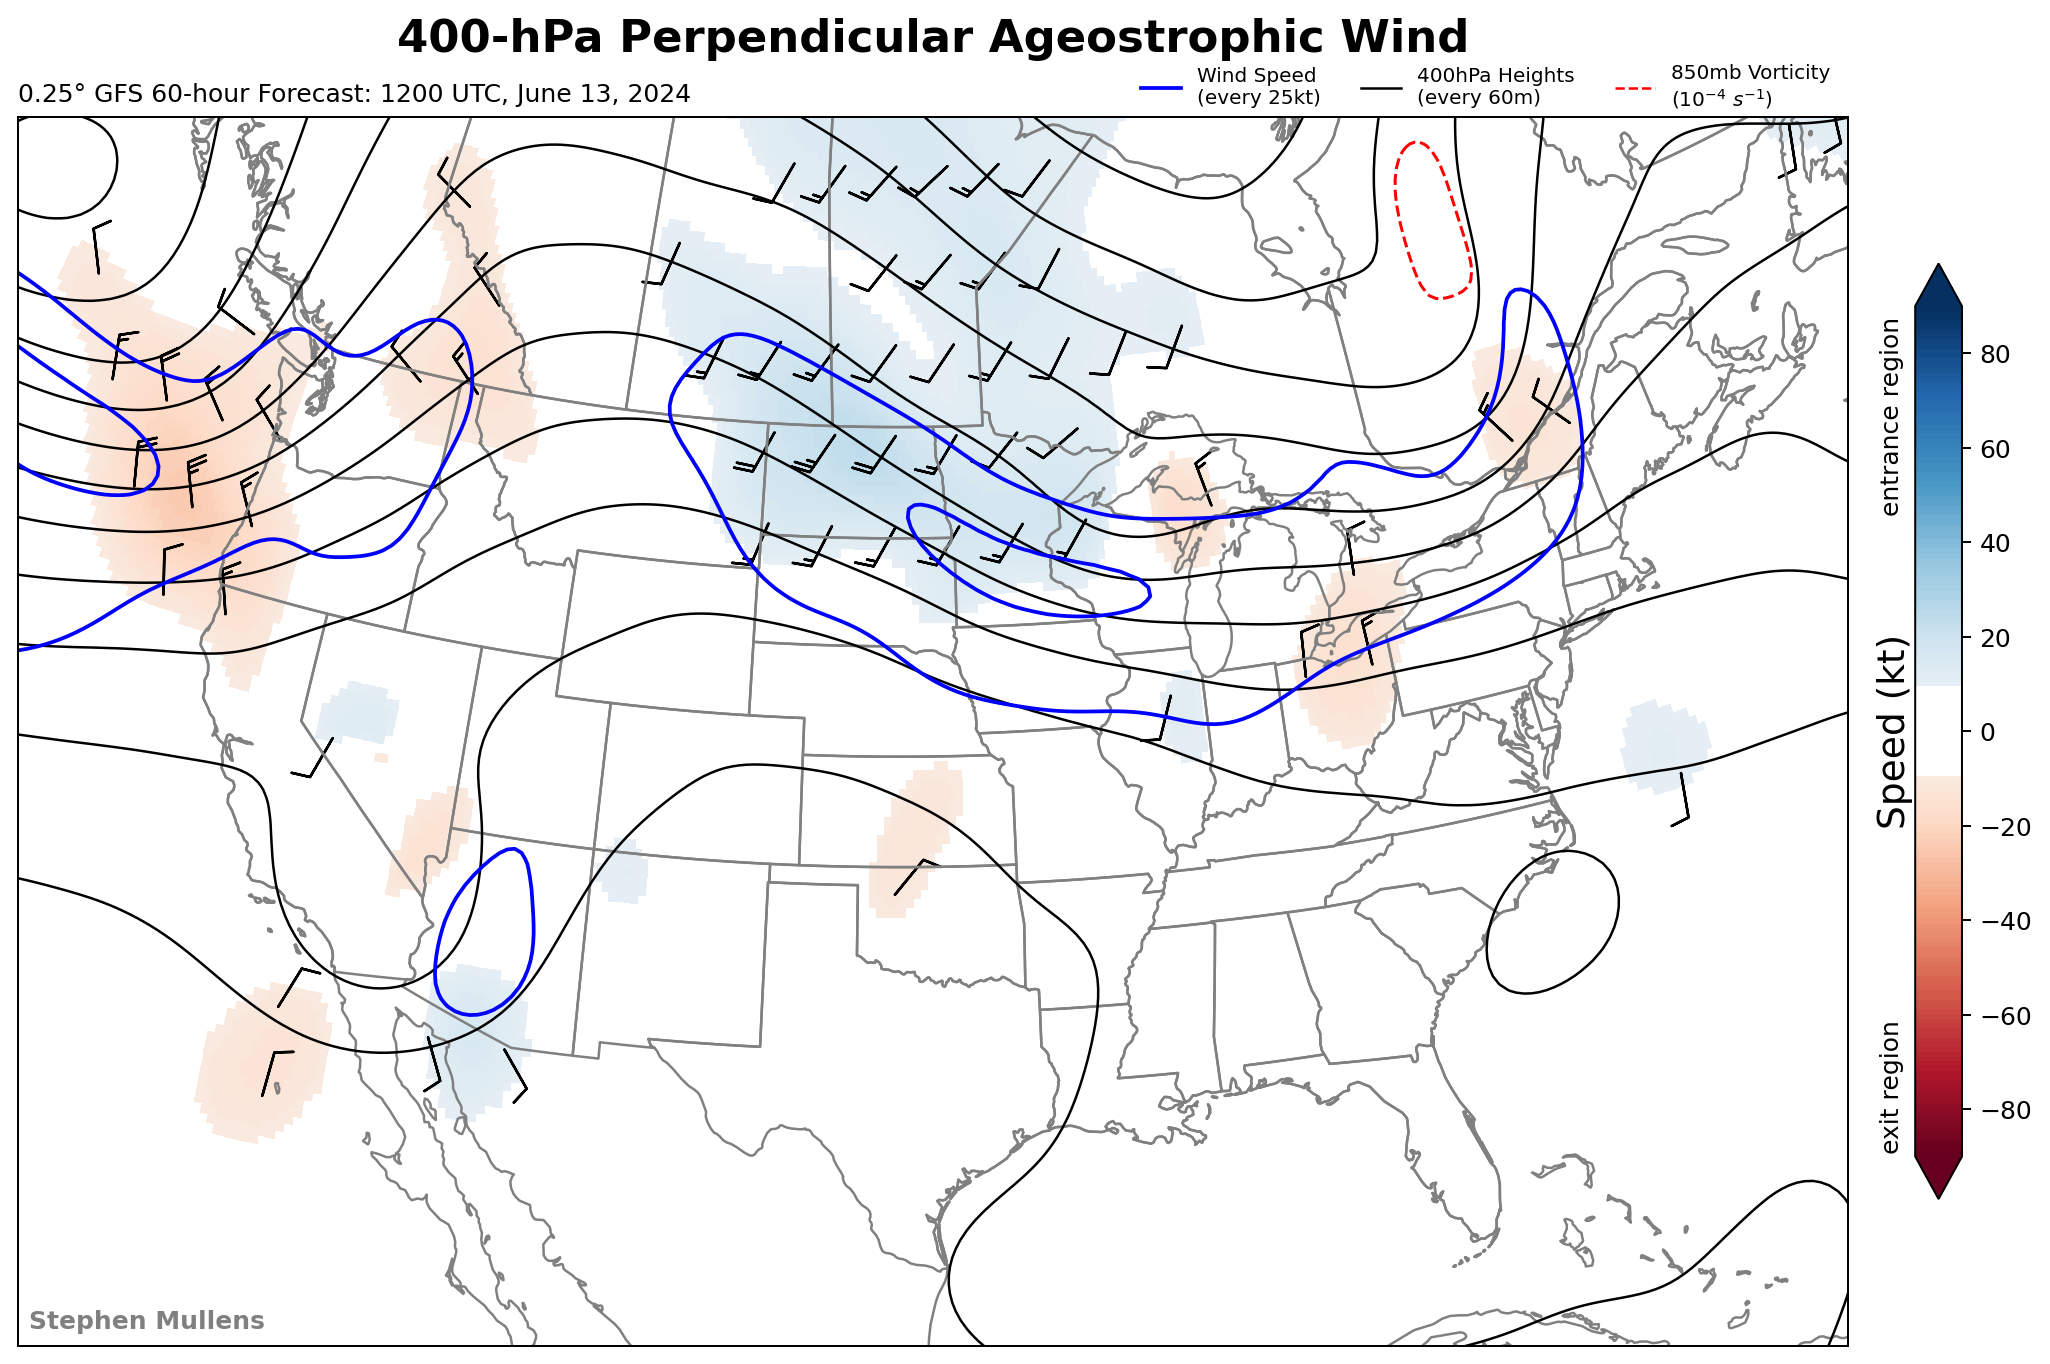 400-hPa Perpendicular Ageostrophic Wind
0.25° GFS 60-hour Forecast: 1200 UTC, June 13, 2024
Wind Speed
(every 25kt)
400hPa Heights
(every 60m)
850mb Vorticity
(10⁻⁴ s⁻¹)
entrance region
Speed (kt)
exit region
80
60
40
20
0
−20
−40
−60
−80
Stephen Mullens